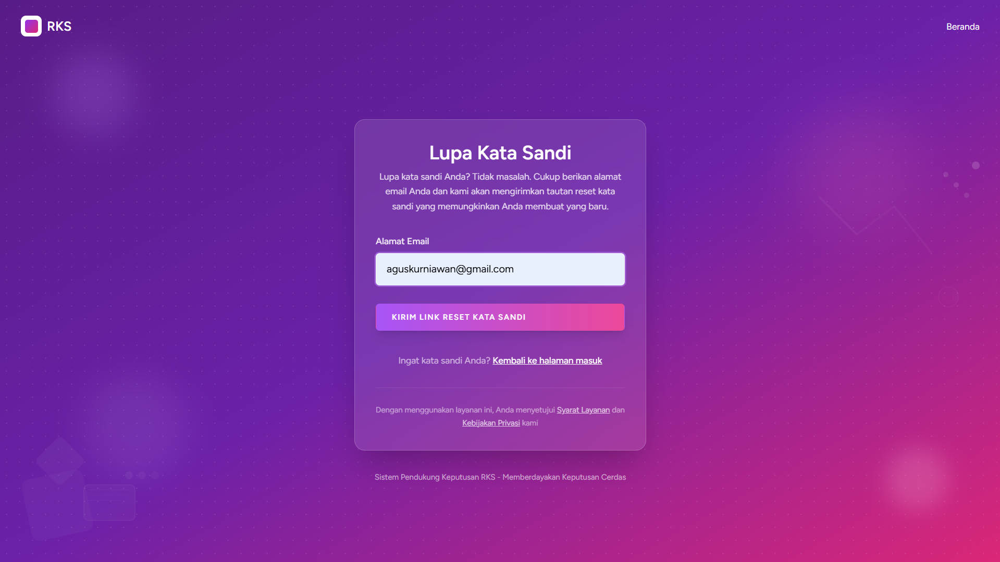 RKS
Beranda
Lupa Kata Sandi
Lupa kata sandi Anda? Tidak masalah. Cukup berikan alamat
email Anda dan kami akan mengirimkan tautan reset kata
sandi yang memungkinkan Anda membuat yang baru.
Alamat Email
aguskurniawan@gmail.com
KIRIM LINK RESET KATA SANDI
Ingat kata sandi Anda? Kembali ke halaman masuk
Dengan menggunakan layanan ini, Anda menyetujui Syarat Layanan dan
Kebijakan Privasi kami
Sistem Pendukung Keputusan RKS - Memberdayakan Keputusan Cerdas